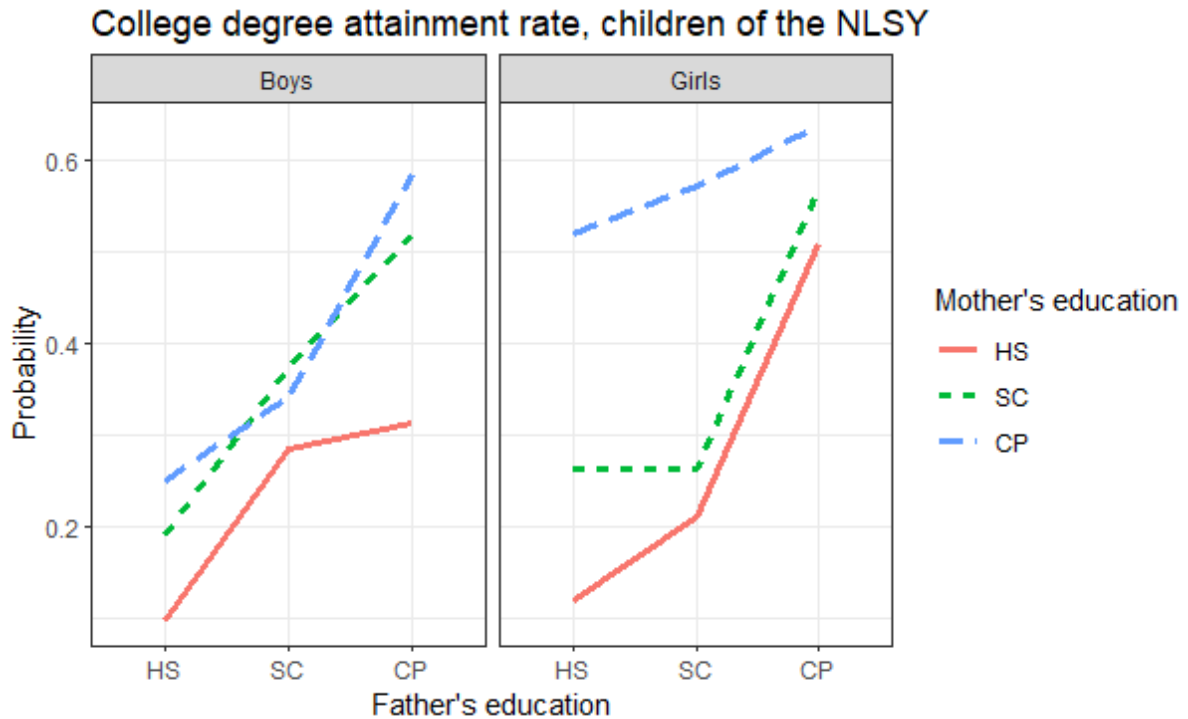 College degree attainment rate, children of the NLSY
Boys
Girls
Probability
0.6
0.4
0.2
HS SC CP
HS SC CP
Father's education
Mother's education
HS
SC
CP